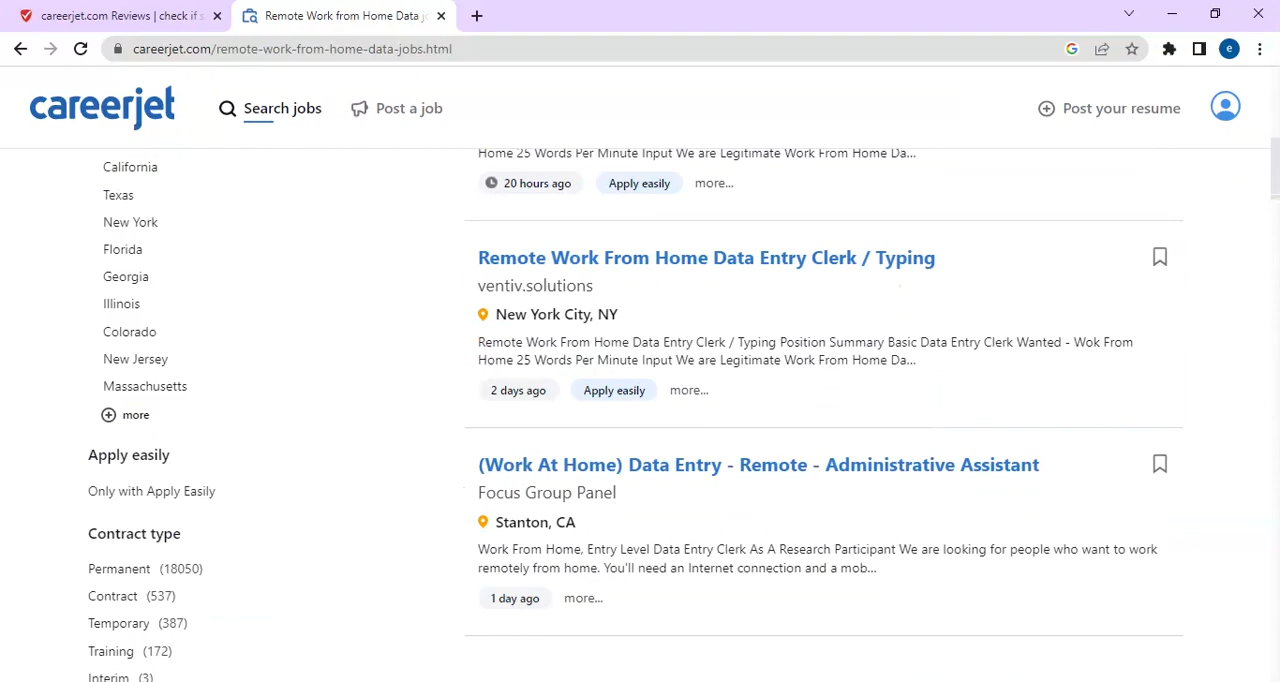 careerjet.com Reviews | check if s
Remote Work from Home Data jo
careerjet.com/remote-work-from-home-data-jobs.html
e
careerjet
Search jobs
Post a job
Post your resume
California
Texas
New York
Florida
Georgia
Illinois
Colorado
New Jersey
Massachusetts
more
Apply easily
Only with Apply Easily
Contract type
Permanent (18050)
Contract (537)
Temporary (387)
Training (172)
Interim (3)
Home 25 Words Per Minute Input We are Legitimate Work From Home Da...
20 hours ago Apply easily more...
Remote Work From Home Data Entry Clerk / Typing
ventiv.solutions
New York City, NY
Remote Work From Home Data Entry Clerk / Typing Position Summary Basic Data Entry Clerk Wanted - Wok From
Home 25 Words Per Minute Input We are Legitimate Work From Home Da...
2 days ago Apply easily more...
(Work At Home) Data Entry - Remote - Administrative Assistant
Focus Group Panel
Stanton, CA
Work From Home, Entry Level Data Entry Clerk As A Research Participant We are looking for people who want to work
remotely from home. You'll need an Internet connection and a mob...
1 day ago more...